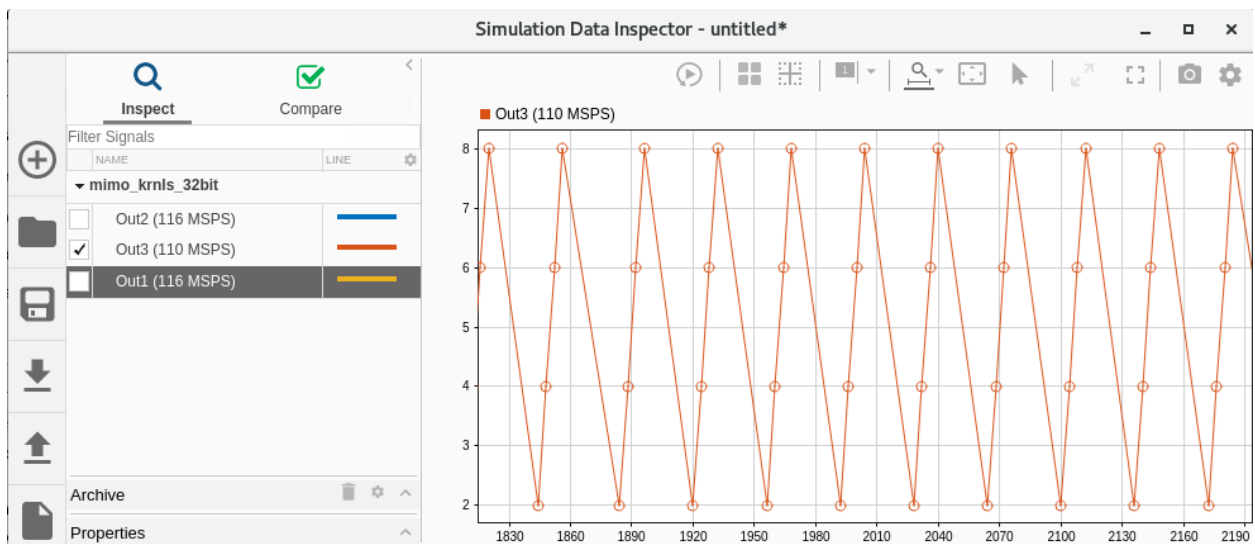 Simulation Data Inspector - untitled*
Inspect
Compare
Filter Signals
NAME LINE
mimo_krnls_32bit
Out2 (116 MSPS)
Out3 (110 MSPS)
Out1 (116 MSPS)
Archive
Properties
1
Out3 (110 MSPS)
8
7
6
5
4
3
2
1830 1860 1890 1920 1950 1980 2010 2040 2070 2100 2130 2160 2190